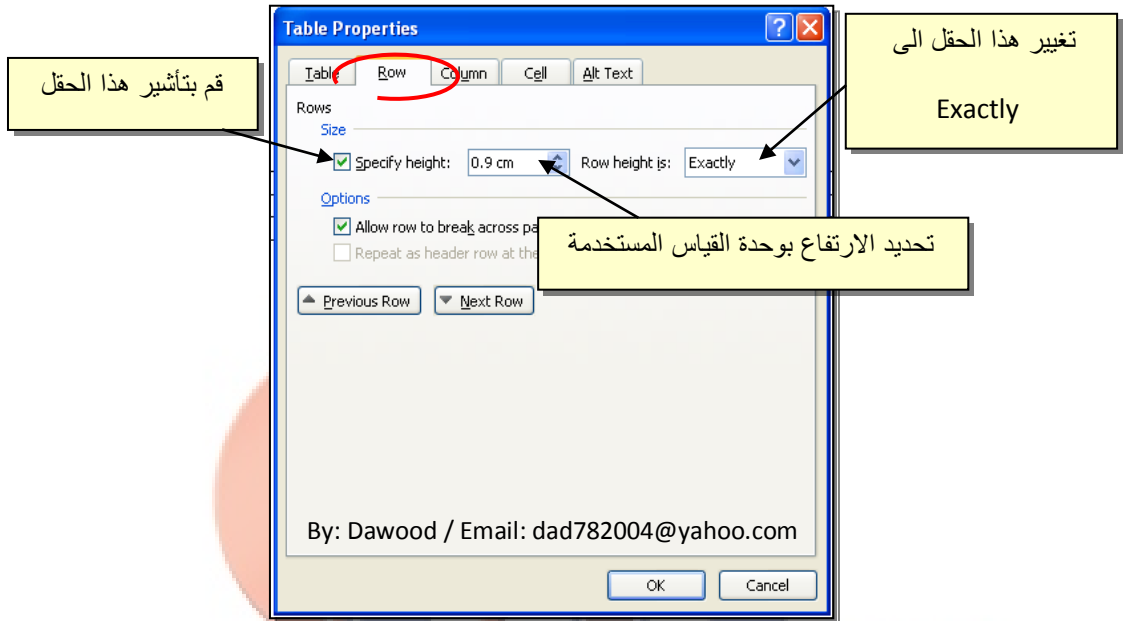 Table Properties
تغيير هذا الحقل الى
Exactly
قم بتأشير هذا الحقل
Table Row Column Cell Alt Text
Rows
Size
Specify height: 0.9 cm Row height is: Exactly
Options
Allow row to break across pa
Repeat as header row at the
تحديد الارتفاع بوحدة القياس المستخدمة
Previous Row Next Row
By: Dawood / Email: dad782004@yahoo.com
OK Cancel